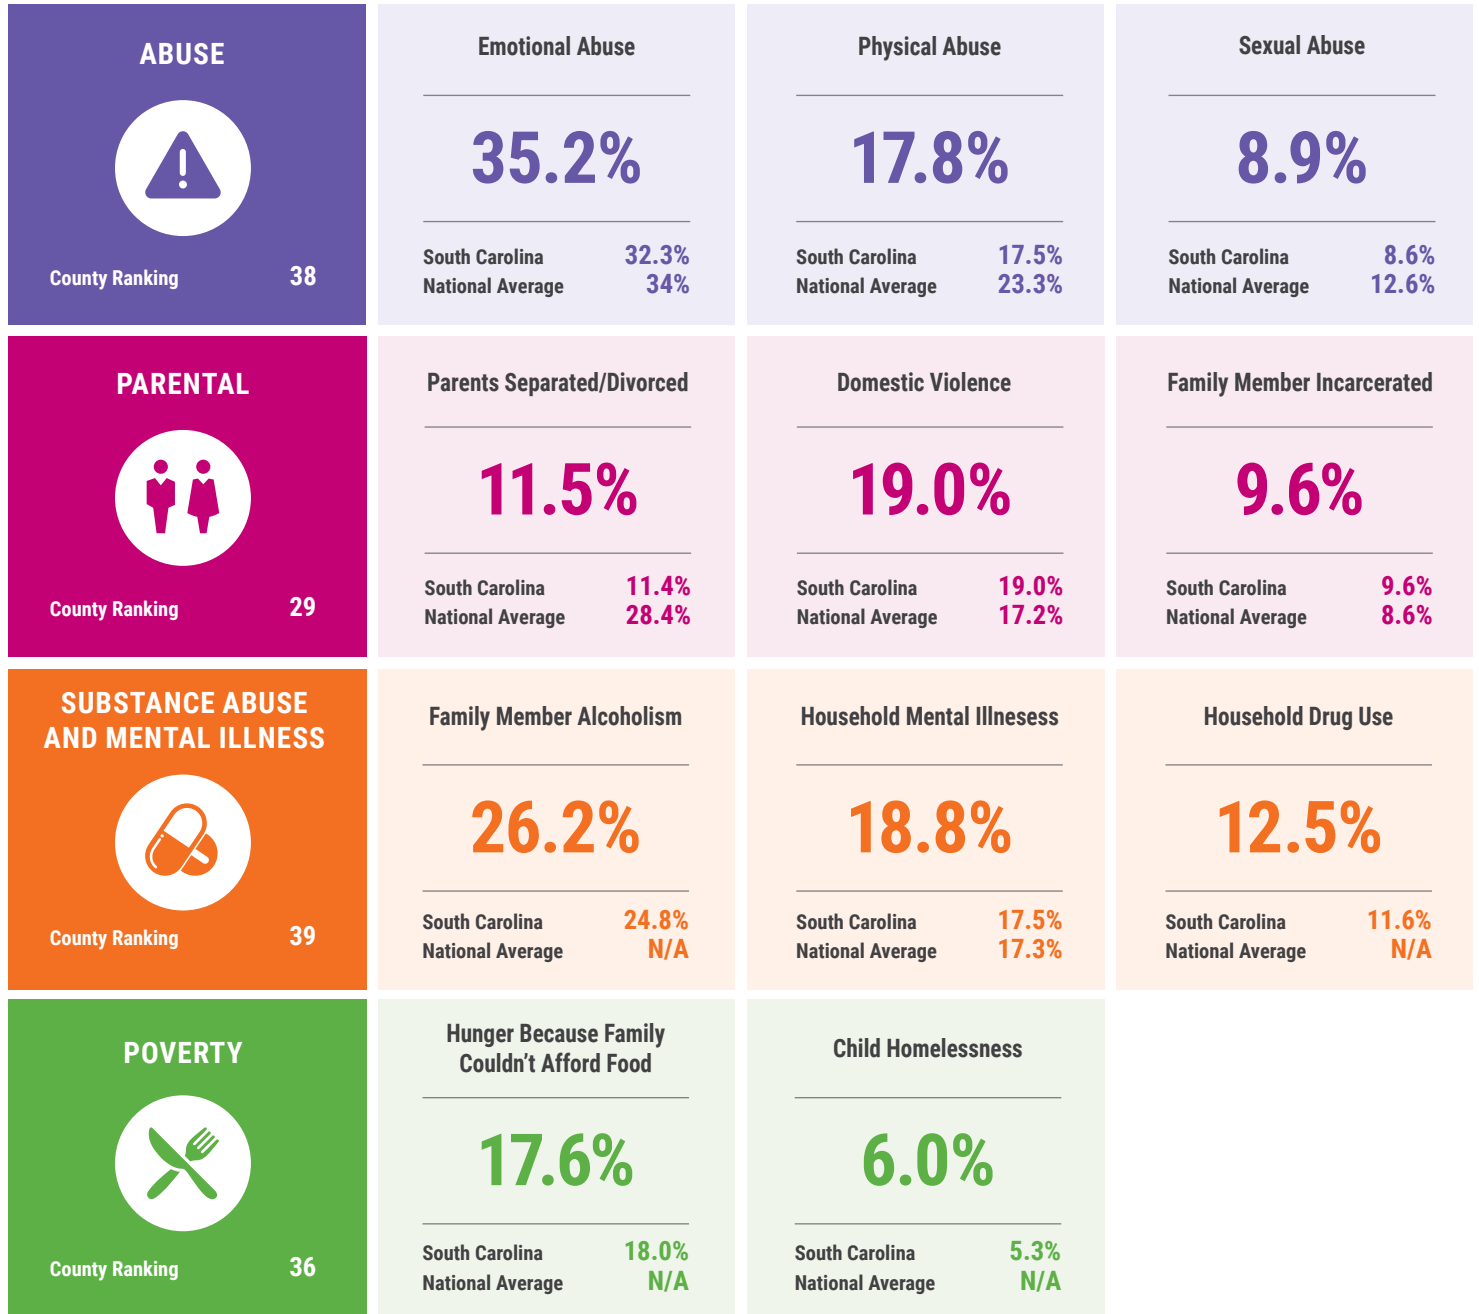 ABUSE
County Ranking 38
Emotional Abuse
35.2%
South Carolina 32.3%
National Average 34%
Physical Abuse
17.8%
South Carolina 17.5%
National Average 23.3%
Sexual Abuse
8.9%
South Carolina 8.6%
National Average 12.6%
PARENTAL
County Ranking 29
Parents Separated/Divorced
11.5%
South Carolina 11.4%
National Average 28.4%
Domestic Violence
19.0%
South Carolina 19.0%
National Average 17.2%
Family Member Incarcerated
9.6%
South Carolina 9.6%
National Average 8.6%
SUBSTANCE ABUSE
AND MENTAL ILLNESS
County Ranking 39
Family Member Alcoholism
26.2%
South Carolina 24.8%
National Average N/A
Household Mental Illnesess
18.8%
South Carolina 17.5%
National Average 17.3%
Household Drug Use
12.5%
South Carolina 11.6%
National Average N/A
POVERTY
County Ranking 36
Hunger Because Family
Couldn’t Afford Food
17.6%
South Carolina 18.0%
National Average N/A
Child Homelessness
6.0%
South Carolina 5.3%
National Average N/A